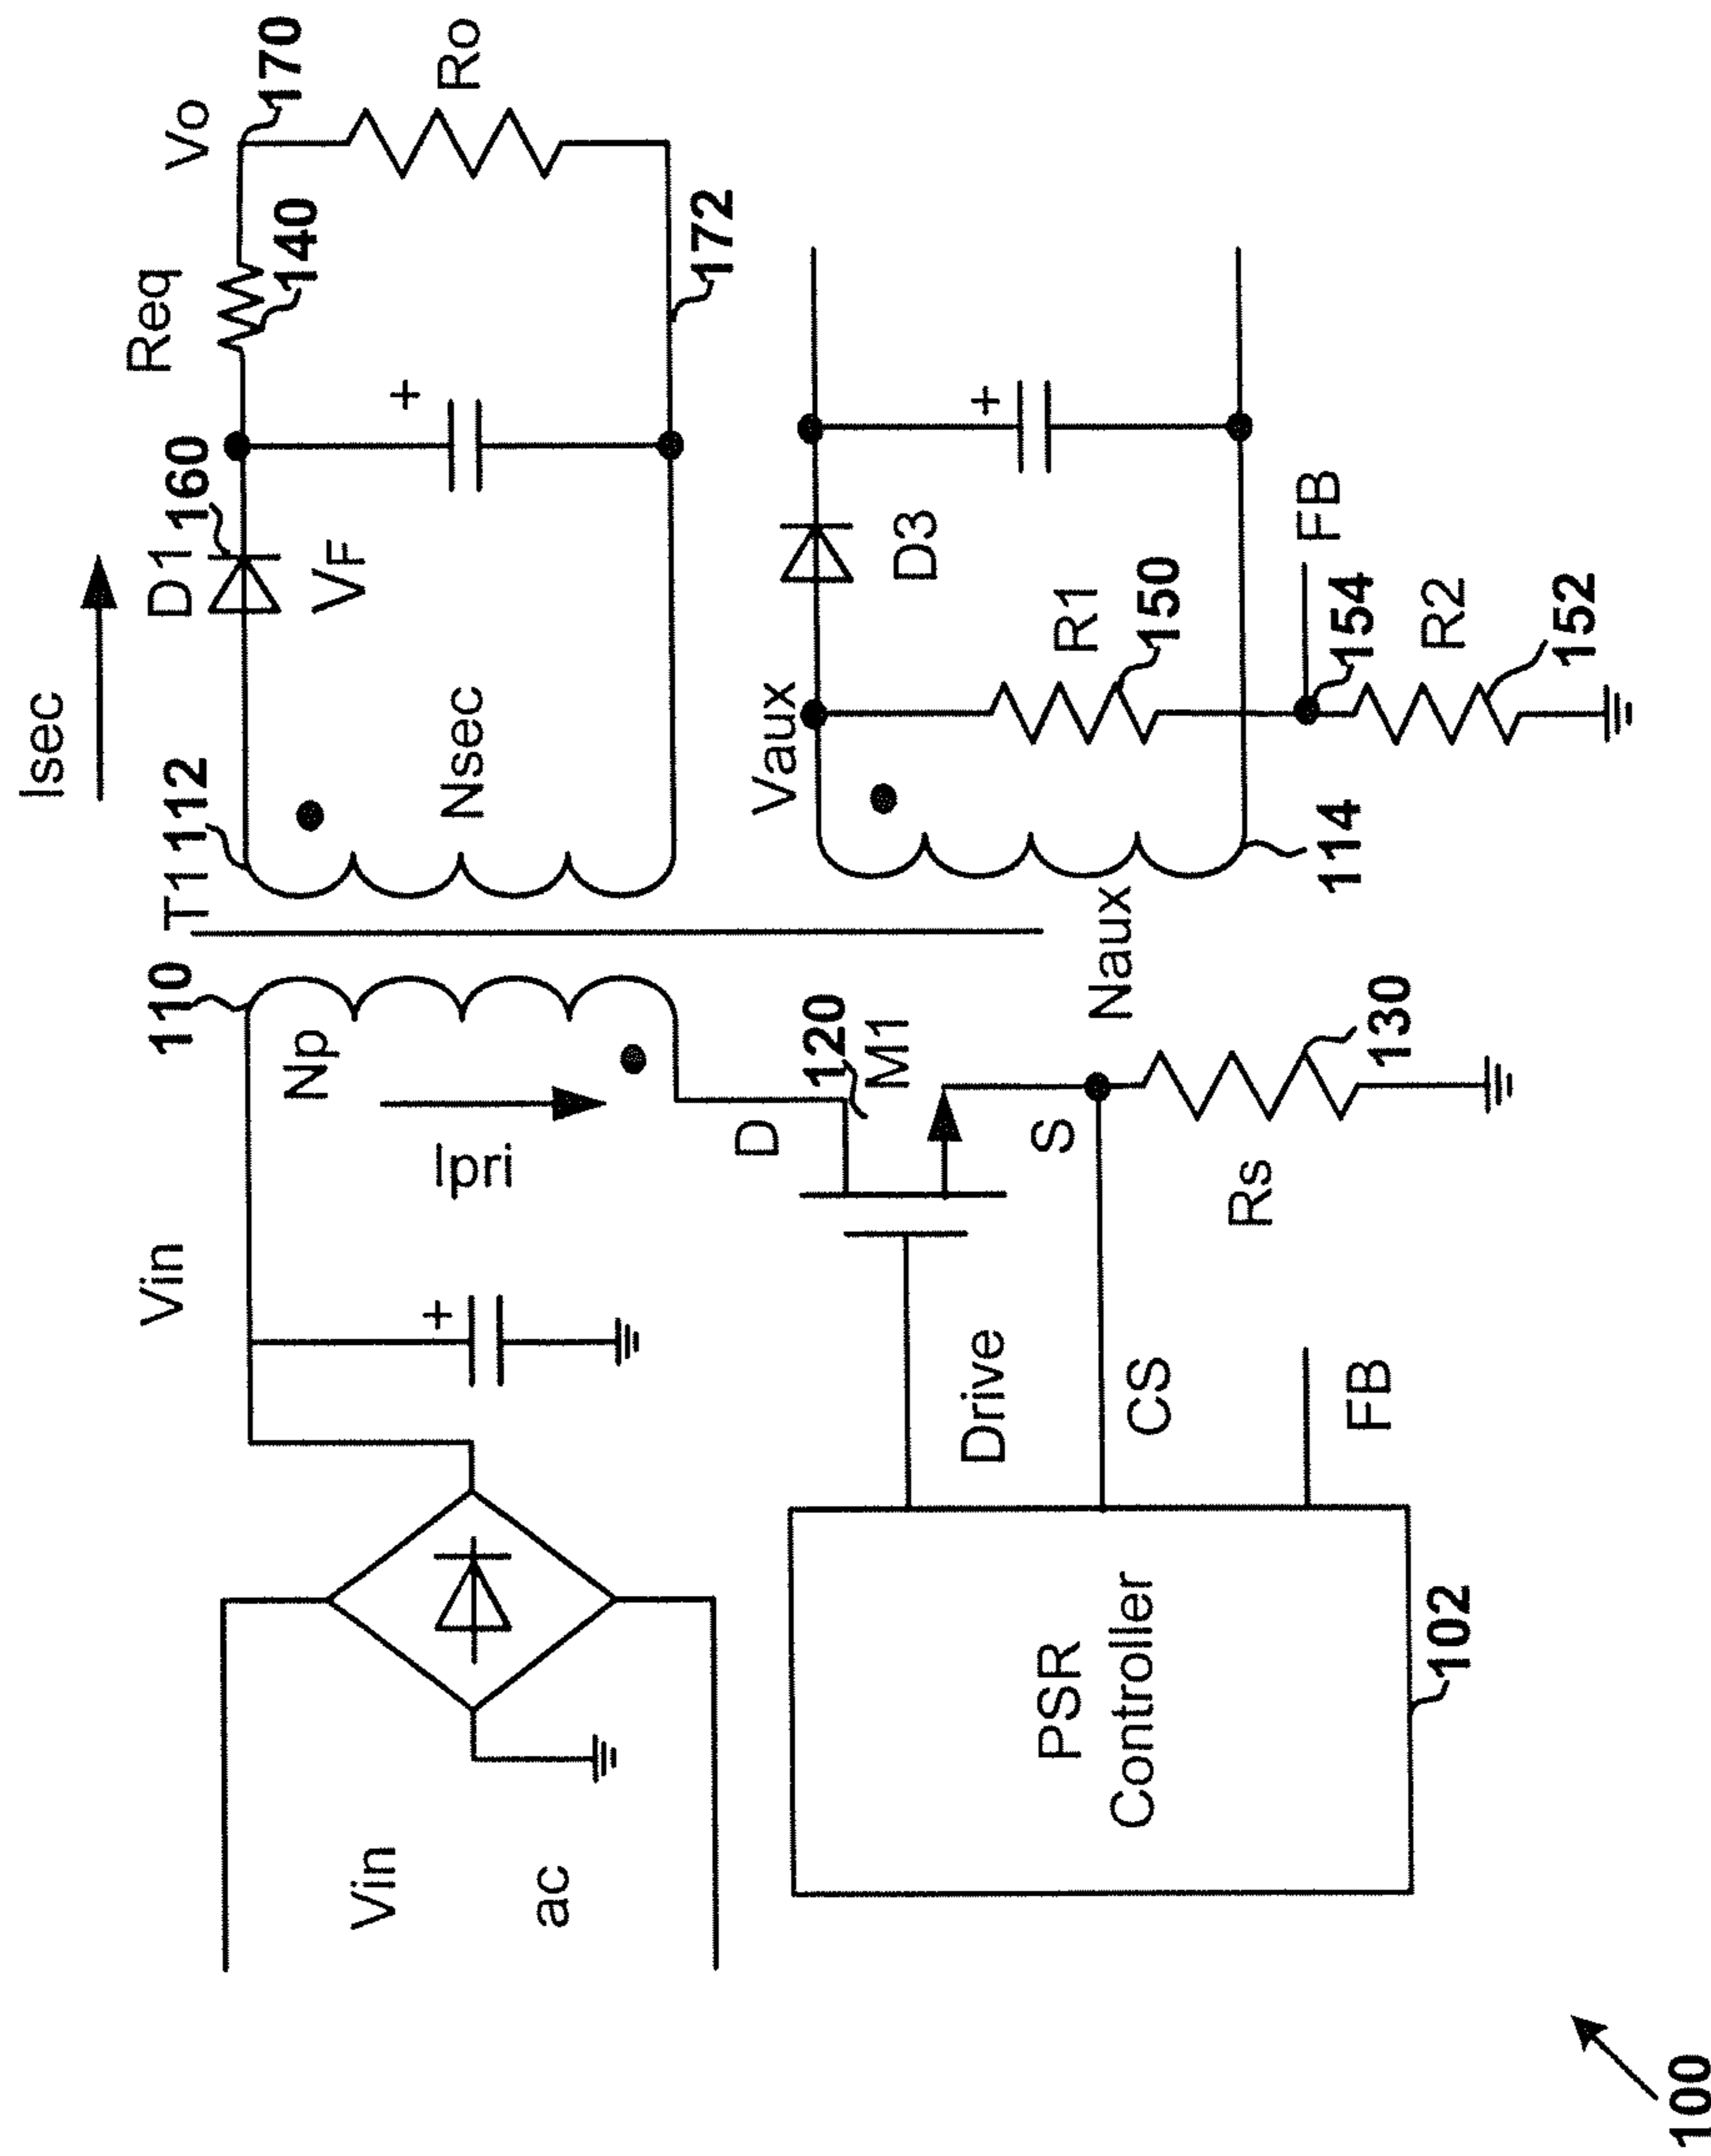 Isec
T1
112
D1
160
VF
Req
140
Vo
170
Ro
Nsec
172
110
Np
Ipri
Vin
Vin
ac
D
120
M1
S
Drive
CS
FB
Rs
130
PSR
Controller
102
Vaux
Naux
114
D3
R1
150
FB
154
R2
152
100